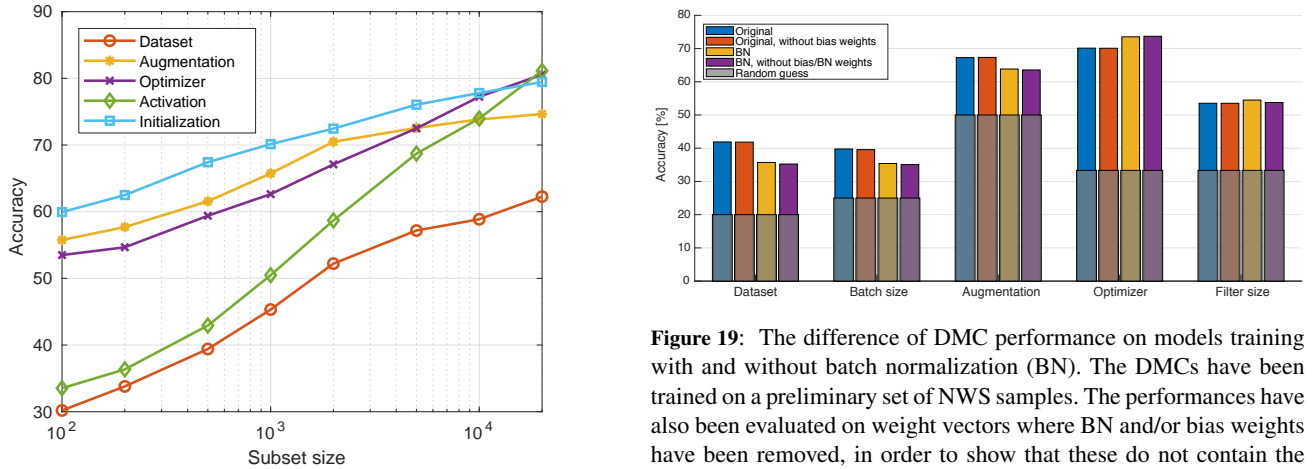 90
80
70
60
50
40
30
Accuracy
Dataset
Augmentation
Optimizer
Activation
Initialization
10^2
10^3
10^4
Subset size
80
70
60
50
40
30
20
10
0
Accuracy [%]
Original
Original, without bias weights
BN
BN, without bias/BN weights
Random guess
Dataset
Batch size
Augmentation
Optimizer
Filter size
Figure 19: The difference of DMC performance on models training
with and without batch normalization (BN). The DMCs have been
trained on a preliminary set of NWS samples. The performances have
also been evaluated on weight vectors where BN and/or bias weights
have been removed, in order to show that these do not contain the